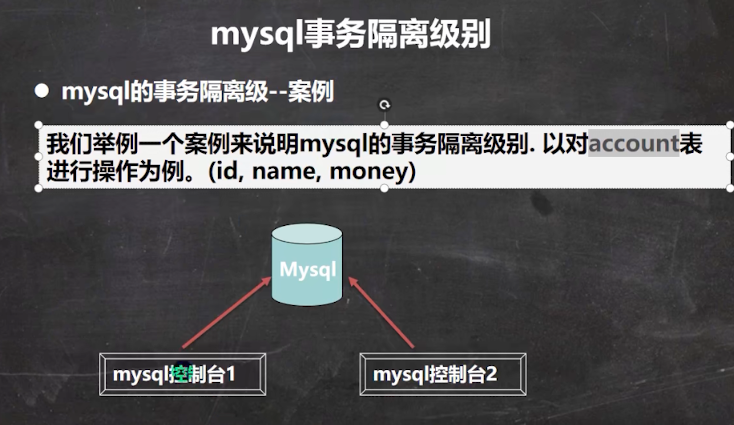 mysql事务隔离级别
mysql的事务隔离级--案例
我们举例一个案例来说明mysql的事务隔离级别. 以对account表
进行操作为例。(id, name, money)
Mysql
mysql控制台1
mysql控制台2